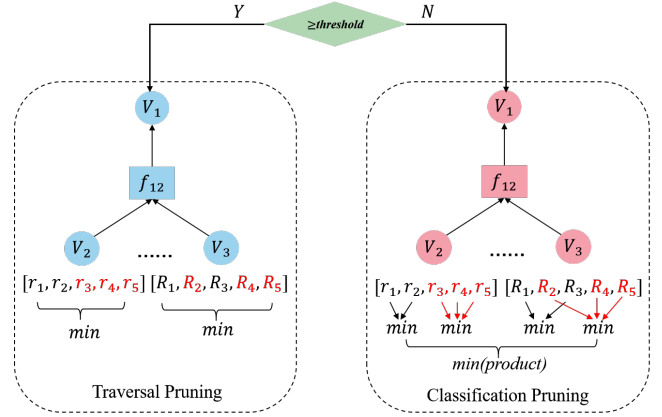 Y ≥threshold N
V₁ V₁
f₁₂ f₁₂
V₂ ...... V₃ V₂ ...... V₃
[r₁, r₂, r₃, r₄, r₅] [R₁, R₂, R₃, R₄, R₅] [r₁, r₂, r₃, r₄, r₅] [R₁, R₂, R₃, R₄, R₅]
min min min min min min
min(product)
Traversal Pruning Classification Pruning